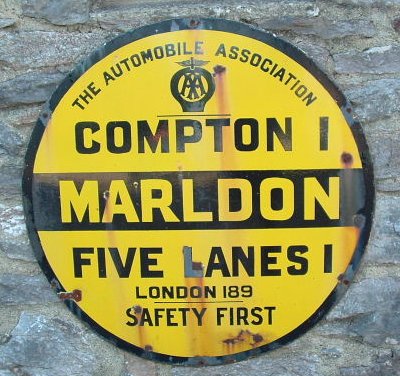 THE AUTOMOBILE ASSOCIATION
AA
COMPTON 1
MARLDON
FIVE LANES 1
LONDON 189
SAFETY FIRST